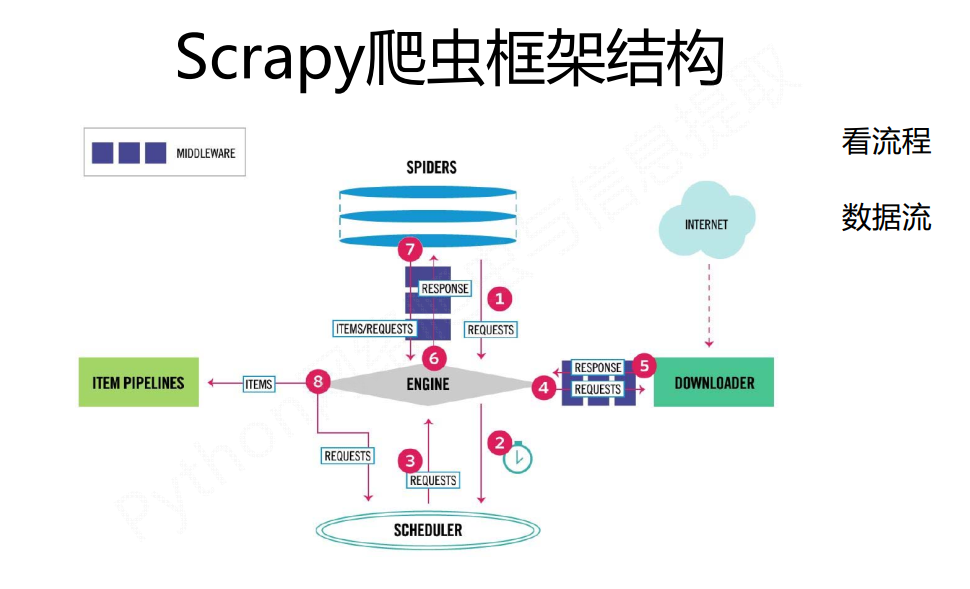 Scrapy爬虫框架结构
MIDDLEWARE
看流程
数据流
SPIDERS
INTERNET
7
RESPONSE
1
ITEMS/REQUESTS
REQUESTS
6
5
RESPONSE
ITEM PIPELINES
ITEMS
8
ENGINE
4
REQUESTS
DOWNLOADER
2
REQUESTS
3
REQUESTS
SCHEDULER